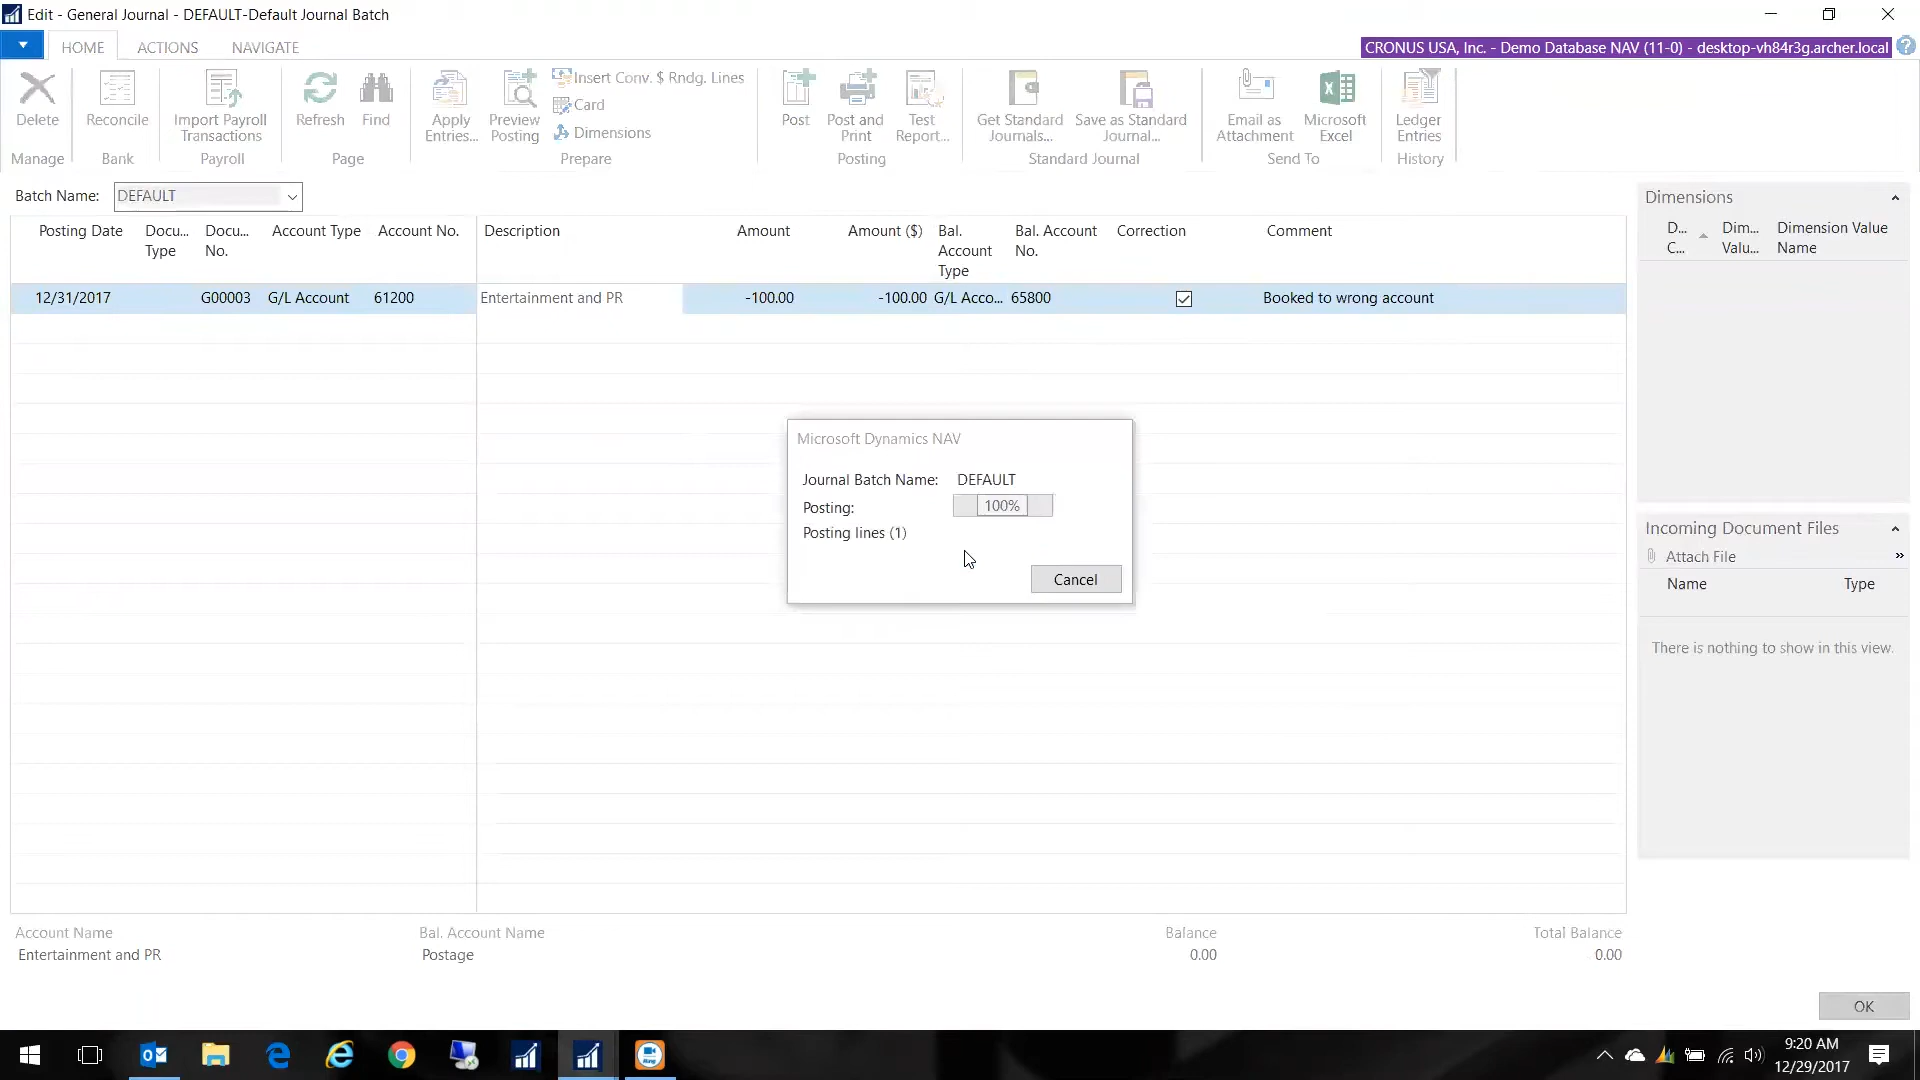 Edit - General Journal - DEFAULT-Default Journal Batch
HOME
ACTIONS
NAVIGATE
CRONUS USA, Inc. - Demo Database NAV (11-0) - desktop-vh84r3g.archer.local
?
Delete
Manage
Reconcile
Bank
Import Payroll
Transactions
Payroll
Refresh
Find
Page
Apply
Entries...
Preview
Posting
Insert Conv. $ Rndg. Lines
Card
Dimensions
Prepare
Post
Post and
Print
Test
Report...
Posting
Get Standard
Journals...
Save as Standard
Journal...
Standard Journal
Email as
Attachment
Microsoft
Excel
Send To
Ledger
Entries
History
Batch Name:
DEFAULT
Posting Date
Docu...
Type
Docu...
No.
Account Type
Account No.
Description
Amount
Amount ($)
Bal.
Account
Type
Bal. Account
No.
Correction
Comment
12/31/2017
G00003
G/L Account
61200
Entertainment and PR
-100.00
-100.00
G/L Acco...
65800
Booked to wrong account
Microsoft Dynamics NAV
Journal Batch Name:
DEFAULT
Posting:
100%
Posting lines (1)
Cancel
Dimensions
D...
C...
Dim...
Valu...
Dimension Value
Name
Incoming Document Files
Attach File
»
Name
Type
There is nothing to show in this view.
Account Name
Entertainment and PR
Bal. Account Name
Postage
Balance
0.00
Total Balance
0.00
OK
9:20 AM
12/29/2017